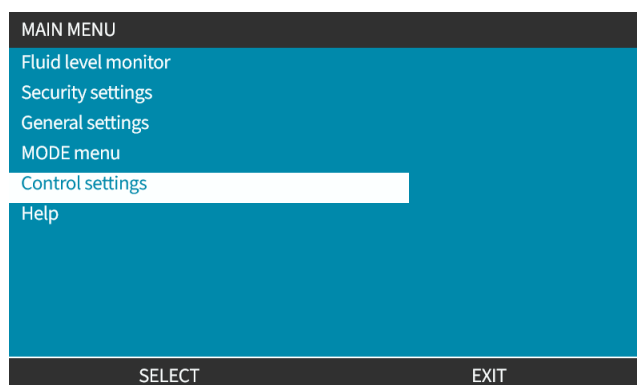 MAIN MENU
Fluid level monitor
Security settings
General settings
MODE menu
Control settings
Help
SELECT EXIT